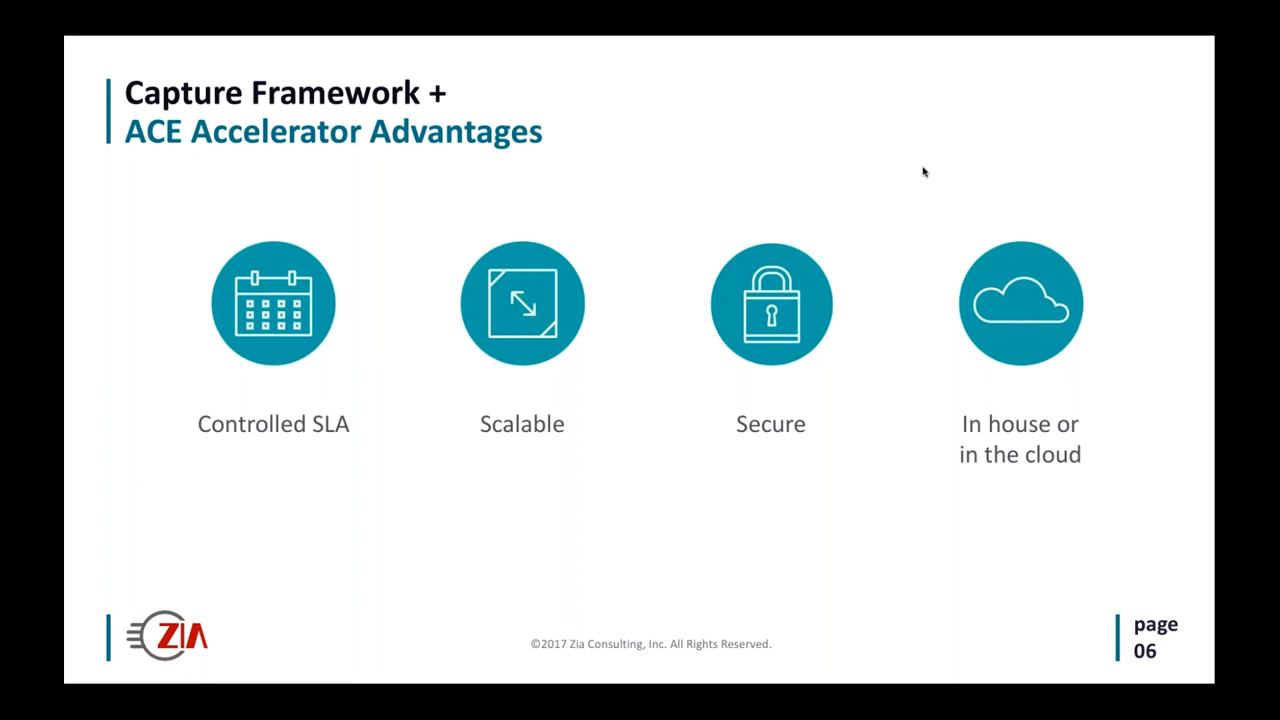 Capture Framework +
ACE Accelerator Advantages
Controlled SLA
Scalable
Secure
In house or
in the cloud
ZIA
©2017 Zia Consulting, Inc. All Rights Reserved.
page
06